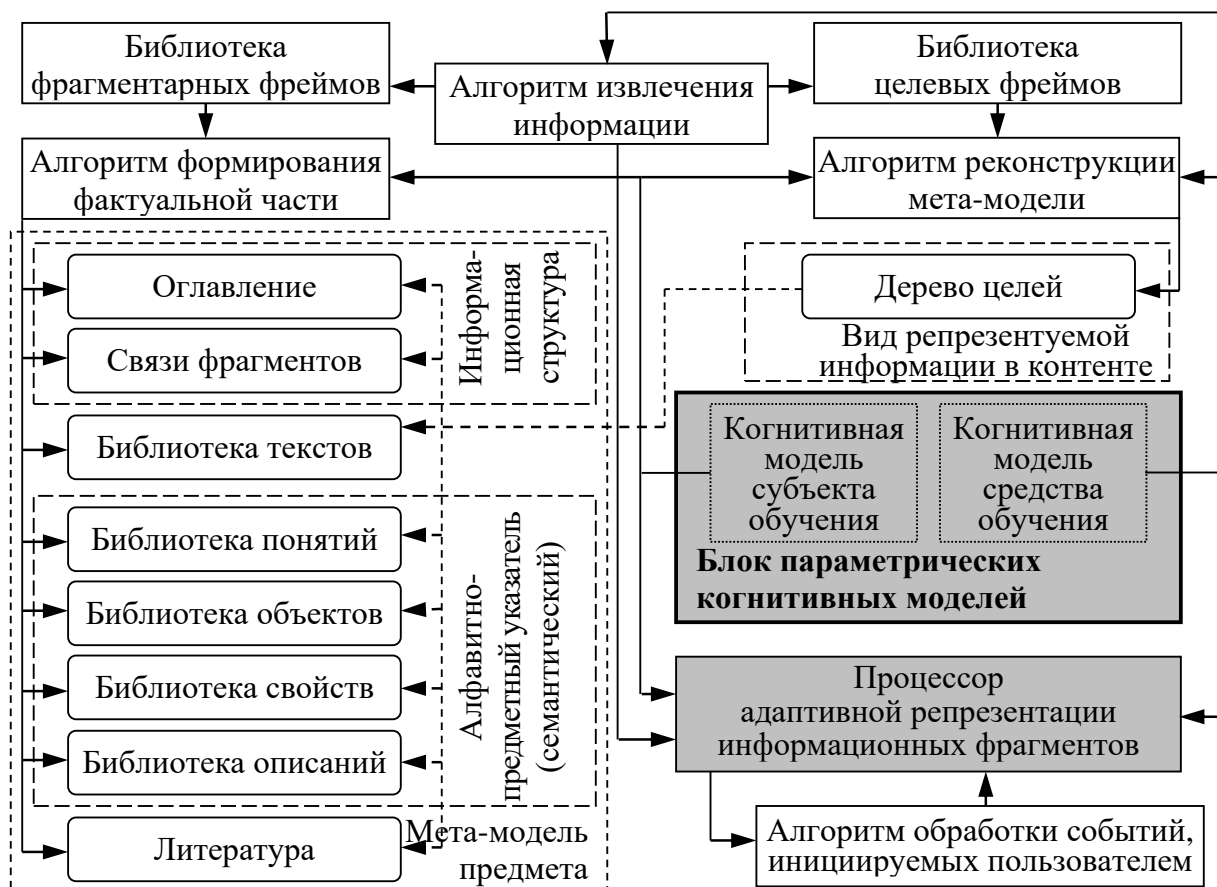 Библиотека
фрагментарных фреймов
Алгоритм извлечения
информации
Библиотека
целевых фреймов
Алгоритм формирования
фактуальной части
Алгоритм реконструкции
мета-модели
Оглавление
Связи фрагментов
Информа-
ционная
структура
Дерево целей
Вид репрезентуемой
информации в контенте
Библиотека текстов
Когнитивная
модель
субъекта
обучения
Когнитивная
модель
средства
обучения
Блок параметрических
когнитивных моделей
Библиотека понятий
Библиотека объектов
Библиотека свойств
Библиотека описаний
Алфавитно-
предметный указатель
(семантический)
Процессор
адаптивной репрезентации
информационных фрагментов
Литература
Мета-модель
предмета
Алгоритм обработки событий,
инициируемых пользователем